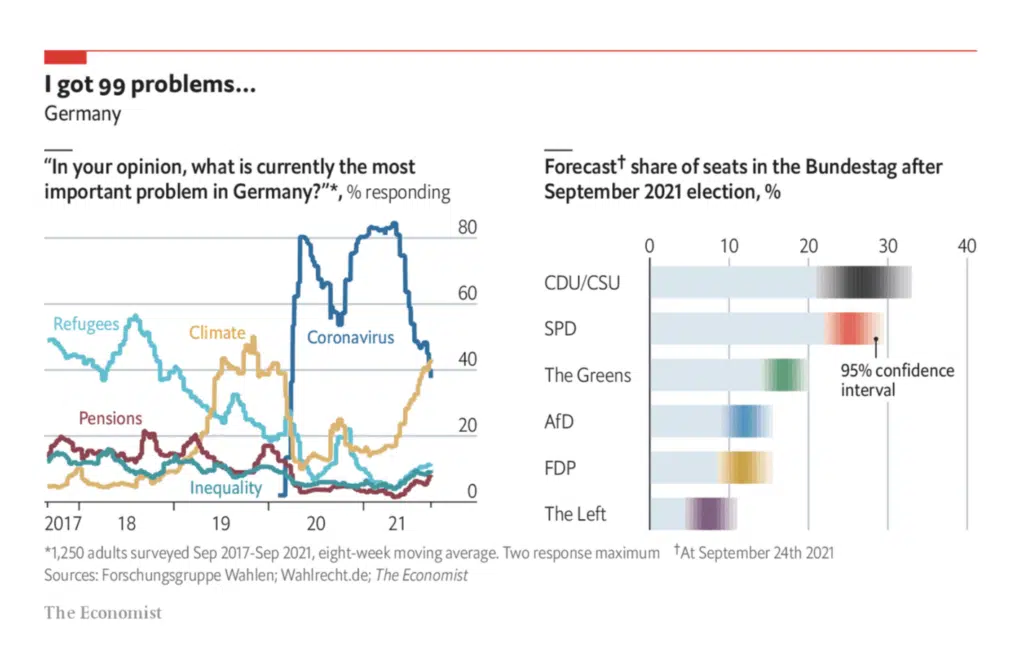 I got 99 problems...
Germany
“In your opinion, what is currently the most
important problem in Germany?”*, % responding
80
60
40
20
0
Refugees
Climate
Coronavirus
Pensions
Inequality
2017 18 19 20 21
Forecast† share of seats in the Bundestag after
September 2021 election, %
0 10 20 30 40
CDU/CSU
SPD
The Greens
AfD
FDP
The Left
95% confidence
interval
*1,250 adults surveyed Sep 2017-Sep 2021, eight-week moving average. Two response maximum †At September 24th 2021
Sources: Forschungsgruppe Wahlen; Wahlrecht.de; The Economist
The Economist